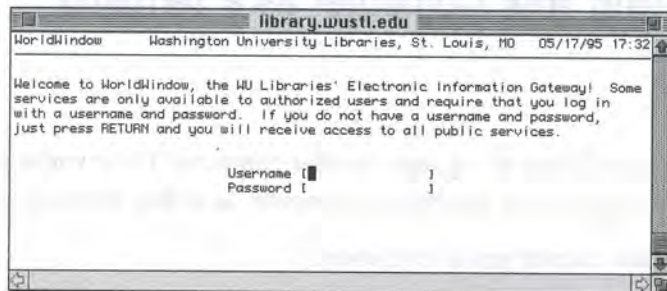 library.wustl.edu
WorldWindow Washington University Libraries, St. Louis, MO 05/17/95 17:32
Welcome to WorldWindow, the WU Libraries' Electronic Information Gateway! Some
services are only available to authorized users and require that you log in
with a username and password. If you do not have a username and password,
just press RETURN and you will receive access to all public services.
Username [ ]
Password [ ]